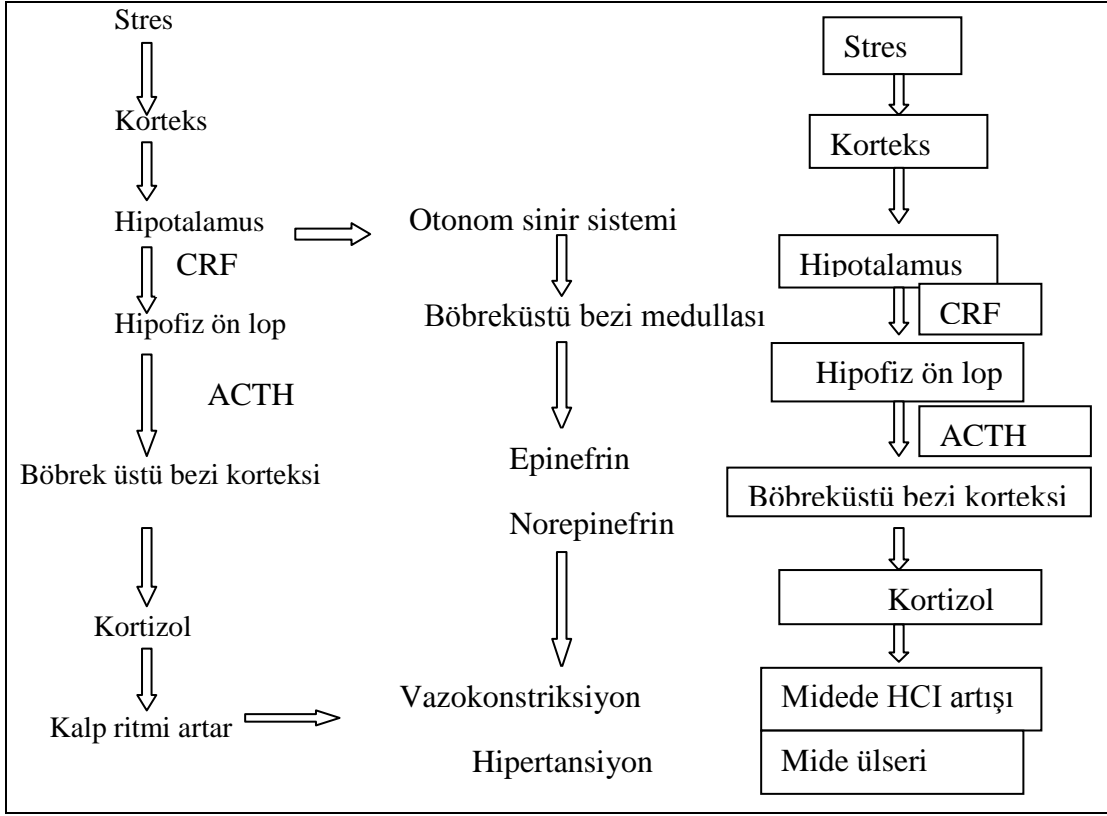 Stres
Korteks
Hipotalamus
CRF
Hipofiz ön lop
ACTH
Böbrek üstü bezi korteksi
Kortizol
Kalp ritmi artar
Otonom sinir sistemi
Böbreküstü bezi medullası
Epinefrin
Norepinefrin
Vazokonstriksiyon
Hipertansiyon
Stres
Korteks
Hipotalamus
CRF
Hipofiz ön lop
ACTH
Böbreküstü bezi korteksi
Kortizol
Midede HCI artışı
Mide ülseri